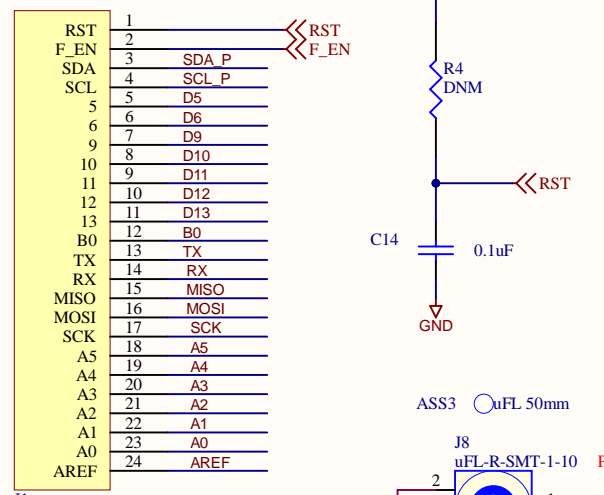 RST 1 RST
F_EN 2 F_EN
SDA 3 SDA_P
SCL 4 SCL_P
5 5 D5
6 6 D6
9 7 D9
10 8 D10
11 9 D11
12 10 D12
13 11 D13
B0 12 B0
TX 13 TX
RX 14 RX
MISO 15 MISO
MOSI 16 MOSI
SCK 17 SCK
A5 18 A5
A4 19 A4
A3 20 A3
A2 21 A2
A1 22 A1
A0 23 A0
AREF 24 AREF
R4
DNM
RST
C14 0.1uF
GND
ASS3 uFL 50mm
J8
uFL-R-SMT-1-10
2